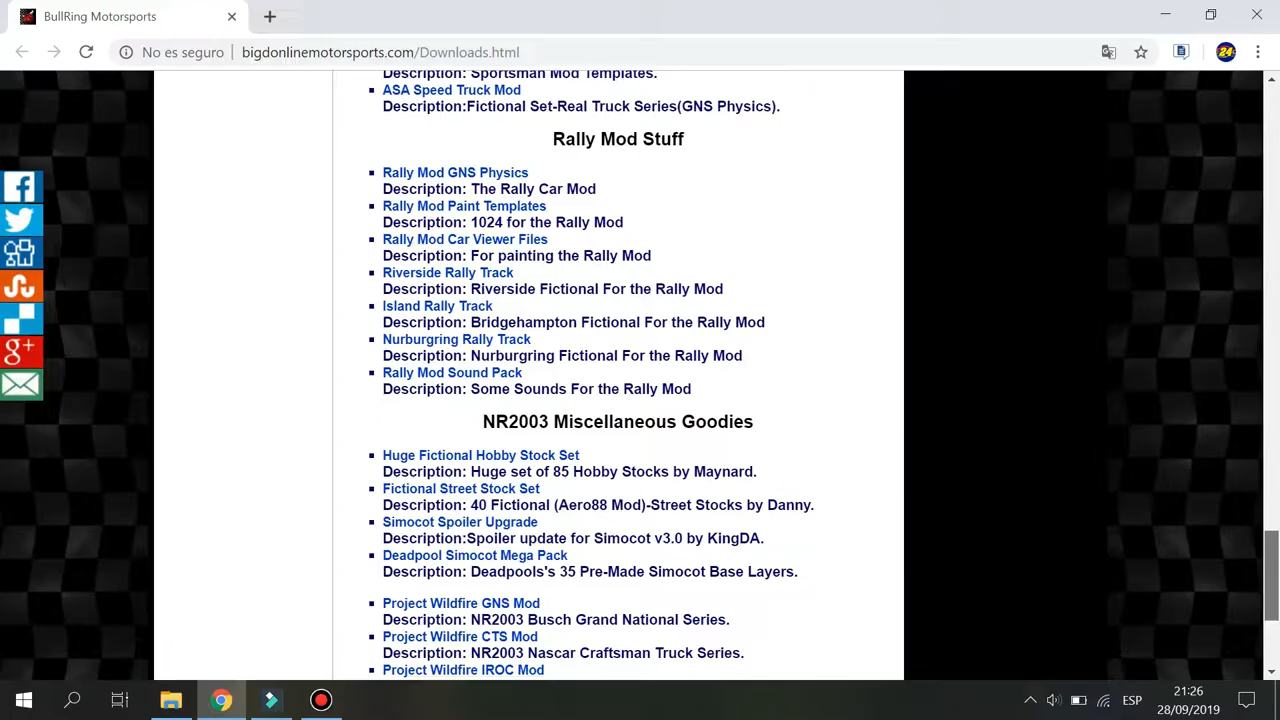 BullRing Motorsports
No es seguro
bigdonlinemotorsports.com/Downloads.html
24
Description: Sportsman Mod Templates.
ASA Speed Truck Mod
Description:Fictional Set-Real Truck Series(GNS Physics).
Rally Mod Stuff
Rally Mod GNS Physics
Description: The Rally Car Mod
Rally Mod Paint Templates
Description: 1024 for the Rally Mod
Rally Mod Car Viewer Files
Description: For painting the Rally Mod
Riverside Rally Track
Description: Riverside Fictional For the Rally Mod
Island Rally Track
Description: Bridgehampton Fictional For the Rally Mod
Nurburgring Rally Track
Description: Nurburgring Fictional For the Rally Mod
Rally Mod Sound Pack
Description: Some Sounds For the Rally Mod
NR2003 Miscellaneous Goodies
Huge Fictional Hobby Stock Set
Description: Huge set of 85 Hobby Stocks by Maynard.
Fictional Street Stock Set
Description: 40 Fictional (Aero88 Mod)-Street Stocks by Danny.
Simocot Spoiler Upgrade
Description:Spoiler update for Simocot v3.0 by KingDA.
Deadpool Simocot Mega Pack
Description: Deadpools's 35 Pre-Made Simocot Base Layers.
Project Wildfire GNS Mod
Description: NR2003 Busch Grand National Series.
Project Wildfire CTS Mod
Description: NR2003 Nascar Craftsman Truck Series.
Project Wildfire IROC Mod
ESP
21:26
28/09/2019